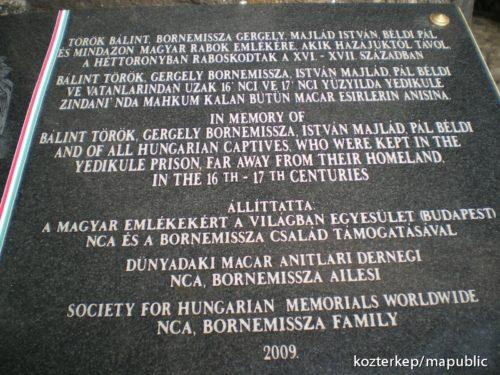 TÖRÖK BÁLINT, BORNEMISSZA GERGELY, MAJLÁD ISTVÁN, BÉLDI PÁL
ÉS MINDAZON MAGYAR RABOK EMLÉKÉRE, AKIK HAZÁJUKTÓL TÁVOL,
A HÉTTORONYBAN RABOSKODTAK A XVI. - XVII. SZÁZADBAN
BÁLINT TÖRÖK, GERGELY BORNEMISSZA, ISTVÁN MAJLÁD, PÁL BÉLDI
VE VATANLARINDAN UZAK 16' NCI VE 17' NCI YÜZYILDA YEDIKULE
ZINDANI' NDA MAHKUM KALAN BÜTÜN MACAR ESIRLERIN ANISINA.
IN MEMORY OF
BÁLINT TÖRÖK, GERGELY BORNEMISSZA, ISTVÁN MAJLÁD, PÁL BÉLDI
AND OF ALL HUNGARIAN CAPTIVES, WHO WERE KEPT IN THE
YEDIKULE PRISON, FAR AWAY FROM THEIR HOMELAND,
IN THE 16 TH - 17 TH CENTURIES
ÁLLÍTTATTA:
A MAGYAR EMLÉKEKÉRT A VILÁGBAN EGYESÜLET (BUDAPEST)
NCA ÉS A BORNEMISSZA CSALÁD TÁMOGATÁSÁVAL
DÜNYADAKI MACAR ANITLARI DERNEGI
NCA, BORNEMISSZA AILESI
SOCIETY FOR HUNGARIAN MEMORIALS WORLDWIDE
NCA, BORNEMISSZA FAMILY
2009.
kozterkep/mapublic